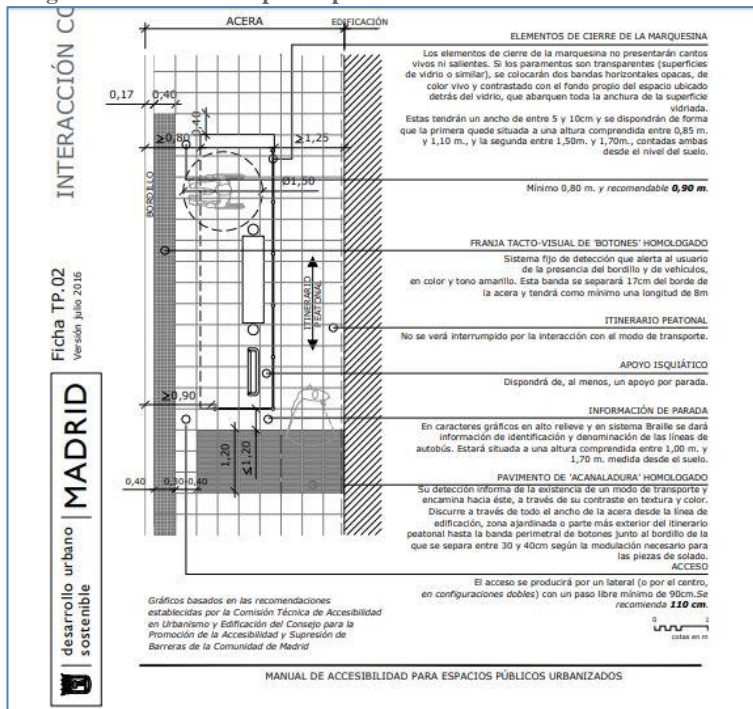 ACERA
EDIFICACIÓN
INTERACCIÓN CO
Ficha TP.02
Versión julio 2016
MADRID
desarrollo urbano
sostenible
0,17
0,40
0,40
≥0,80
≥1,25
Ø1,50
BORDILLO
ITINERARIO
PEATONAL
≥0,90
1,20
≤1,20
0,40
0,30-0,40
ELEMENTOS DE CIERRE DE LA MARQUESINA
Los elementos de cierre de la marquesina no presentarán cantos
vivos ni salientes. Si los paramentos son transparentes (superficies
de vidrio o similar), se colocarán dos bandas horizontales opacas, de
color vivo y contrastado con el fondo propio del espacio ubicado
detrás del vidrio, que abarquen toda la anchura de la superficie
vidriada.
Estas tendrán un ancho de entre 5 y 10cm y se dispondrán de forma
que la primera quede situada a una altura comprendida entre 0,85 m.
y 1,10 m., y la segunda entre 1,50m. y 1,70m., contadas ambas
desde el nivel del suelo.
Mínimo 0,80 m. y recomendable 0,90 m.
FRANJA TACTO-VISUAL DE 'BOTONES' HOMOLOGADO
Sistema fijo de detección que alerta al usuario
de la presencia del bordillo y de vehículos,
en color y tono amarillo. Esta banda se separará 17cm del borde de
la acera y tendrá como mínimo una longitud de 8m
ITINERARIO PEATONAL
No se verá interrumpido por la interacción con el modo de transporte.
APOYO ISQUIÁTICO
Dispondrá de, al menos, un apoyo por parada.
INFORMACIÓN DE PARADA
En caracteres gráficos en alto relieve y en sistema Braille se dará
información de identificación y denominación de las líneas de
autobús. Estará situada a una altura comprendida entre 1,00 m. y
1,70 m. medida desde el suelo.
PAVIMENTO DE 'ACANALADURA' HOMOLOGADO
Su detección informa de la existencia de un modo de transporte y
encamina hacia éste, a través de su contraste en textura y color.
Discurre a través de todo el ancho de la acera desde la línea de
edificación, zona ajardinada o parte más exterior del itinerario
peatonal hasta la banda perimetral de botones junto al bordillo de la
que se separa entre 30 y 40cm según la modulación necesario para
las piezas de solado.
ACCESO
El acceso se producirá por un lateral (o por el centro,
en configuraciones dobles) con un paso libre mínimo de 90cm.Se
recomienda 110 cm.
0 1
cotas en m
Gráficos basados en las recomendaciones
establecidas por la Comisión Técnica de Accesibilidad
en Urbanismo y Edificación del Consejo para la
Promoción de la Accesibilidad y Supresión de
Barreras de la Comunidad de Madrid
MANUAL DE ACCESIBILIDAD PARA ESPACIOS PÚBLICOS URBANIZADOS